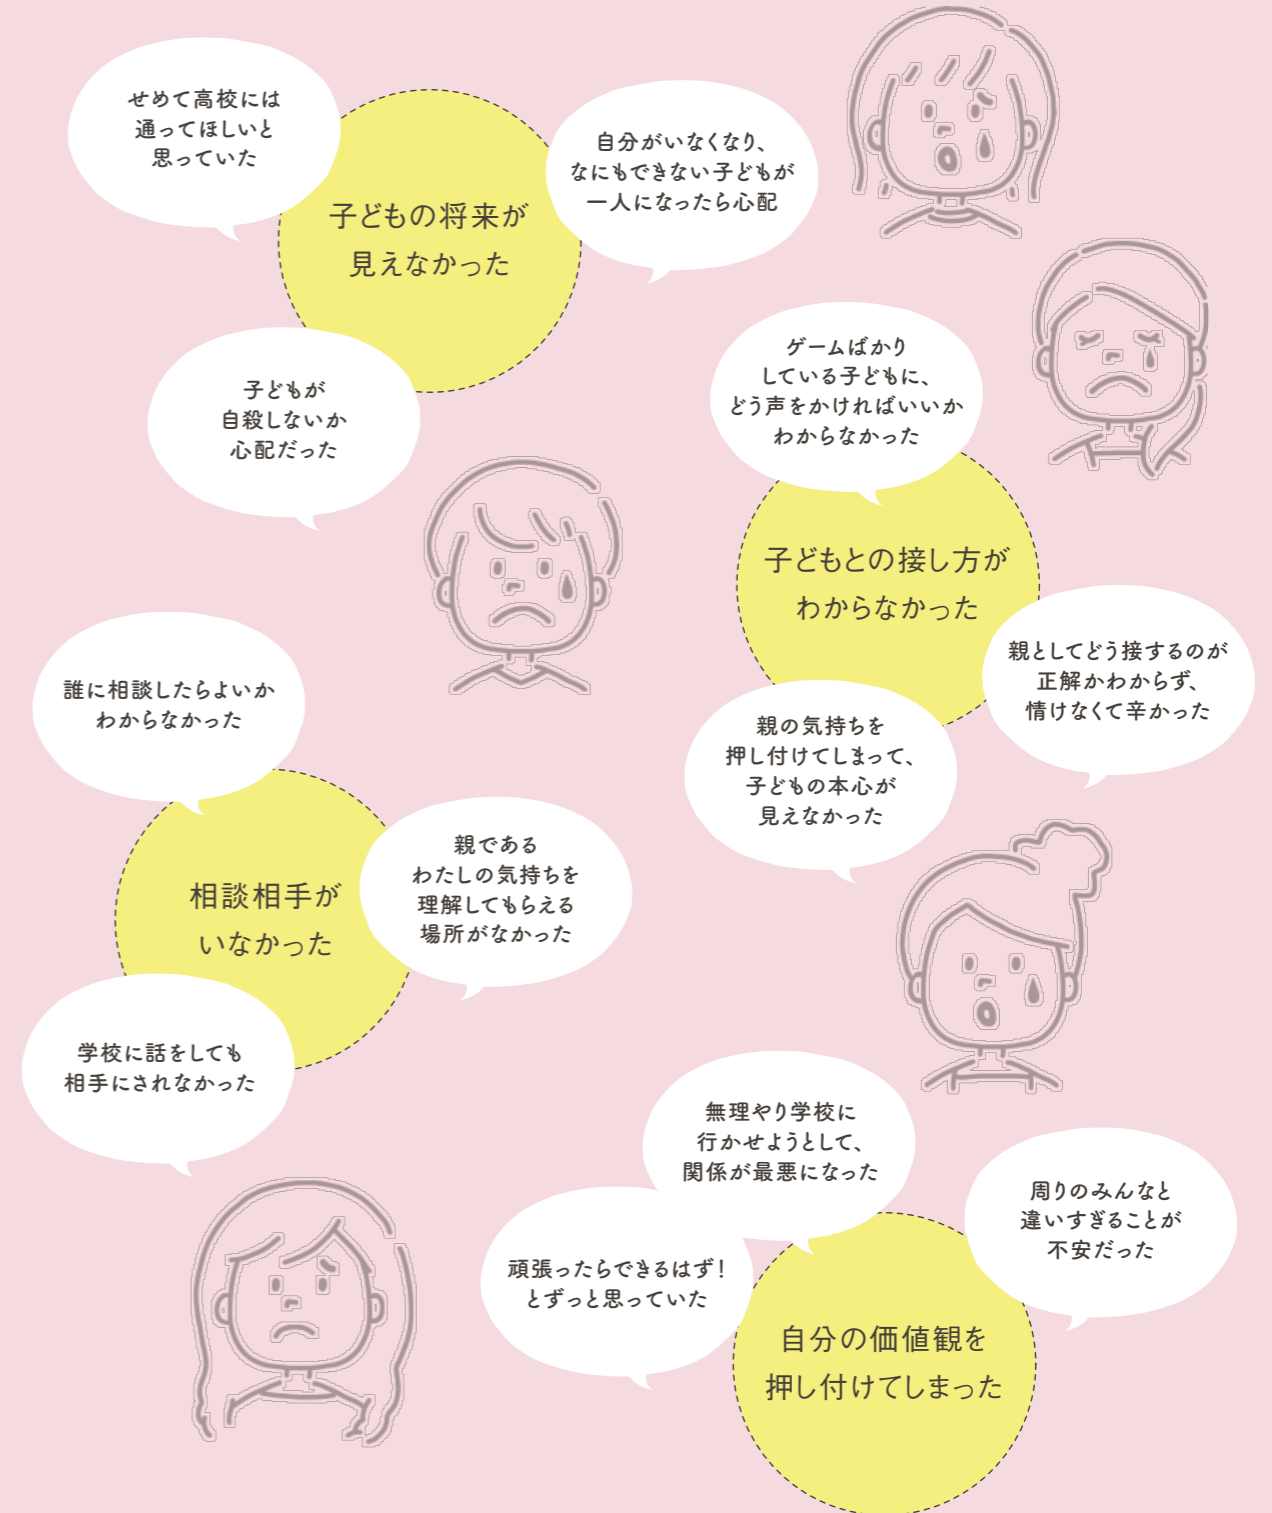 せめて高校には
通ってほしいと
思っていた
自分がいなくなり、
なにもできない子どもが
一人になったら心配
子どもの将来が
見えなかった
子どもが
自殺しないか
心配だった
ゲームばかり
している子どもに、
どう声をかければいいか
わからなかった
子どもとの接し方が
わからなかった
親としてどう接するのが
正解かわからず、
情けなくて辛かった
親の気持ちを
押し付けてしまって、
子どもの本心が
見えなかった
誰に相談したらよいか
わからなかった
相談相手が
いなかった
親である
わたしの気持ちを
理解してもらえる
場所がなかった
学校に話をしても
相手にされなかった
無理やり学校に
行かせようとして、
関係が最悪になった
周りのみんなと
違いすぎることが
不安だった
頑張ったらできるはず！
とずっと思っていた
自分の価値観を
押し付けてしまった